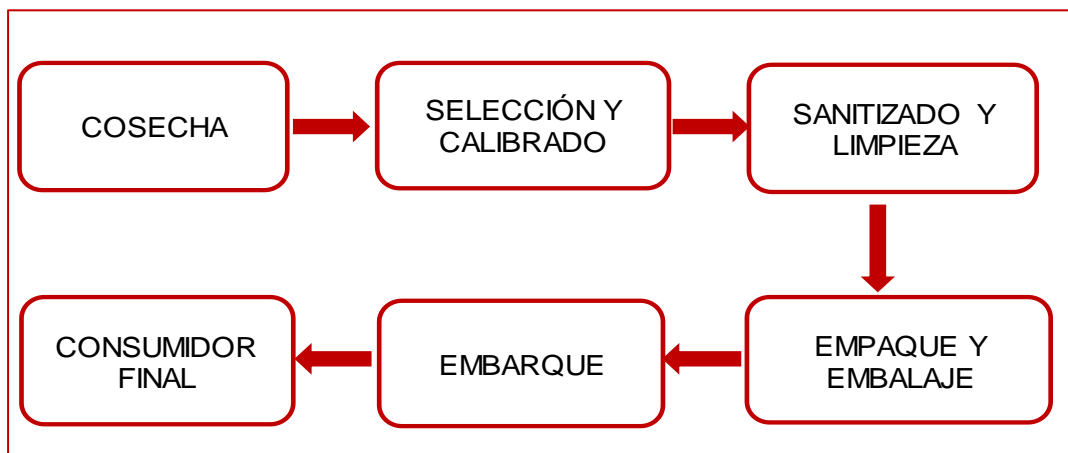 COSECHA
SELECCIÓN Y
CALIBRADO
SANITIZADO Y
LIMPIEZA
EMPAQUE Y
EMBALAJE
EMBARQUE
CONSUMIDOR
FINAL